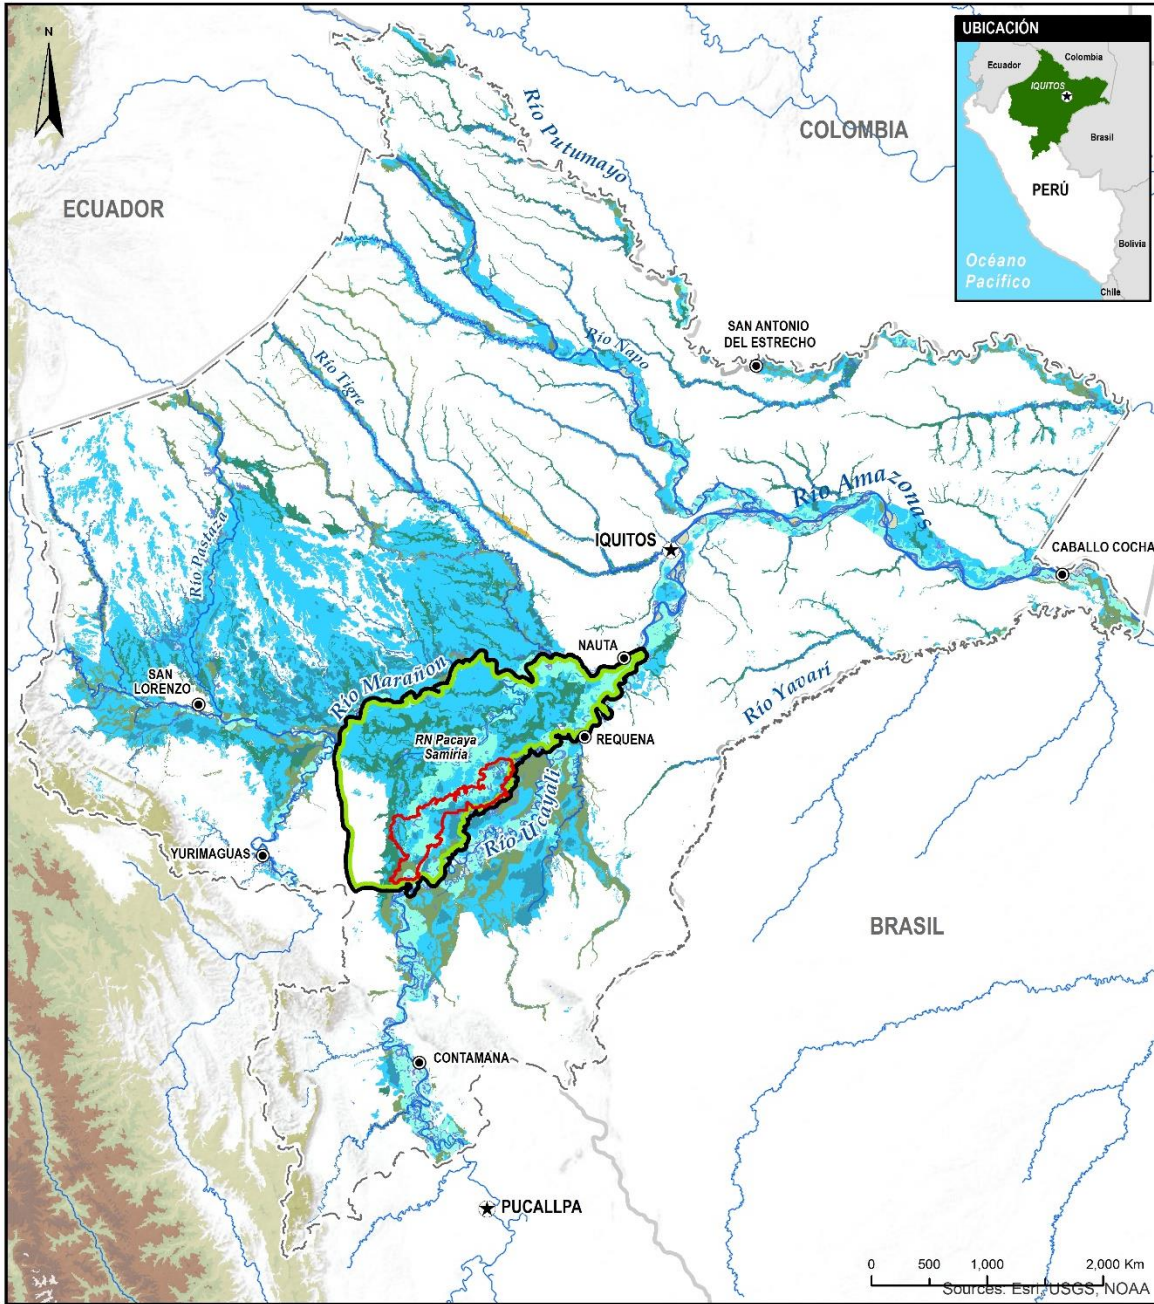 N
UBICACIÓN
Ecuador
Colombia
IQUITOS
Brasil
PERÚ
Bolivia
Océano
Pacífico
Chile
Río Putumayo
COLOMBIA
ECUADOR
SAN ANTONIO
DEL ESTRECHO
Río Napo
Río Tigre
Río Amazonas
Río Pastaza
IQUITOS
CABALLO COCHA
NAUTA
Río Marañon
SAN
LORENZO
Río Yavarí
REQUENA
RN Pacaya
Samiria
Río Ucayali
YURIMAGUAS
BRASIL
CONTAMANA
PUCALLPA
0 500 1,000 2,000 Km
Sources: Esri, USGS, NOAA